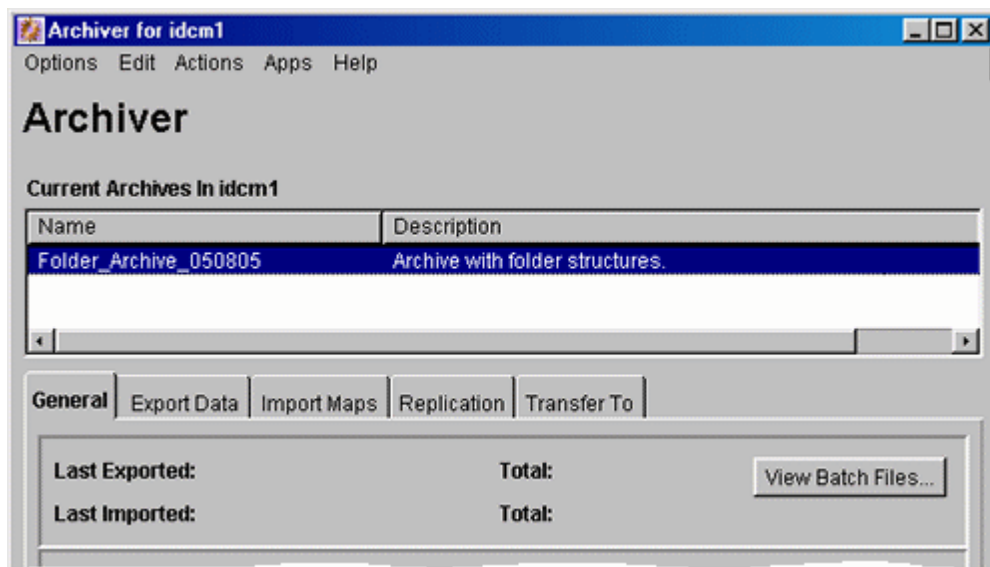 Archiver for idcm1
Options Edit Actions Apps Help
Archiver
Current Archives In idcm1
Name Description
Folder_Archive_050805 Archive with folder structures.
General Export Data Import Maps Replication Transfer To
Last Exported: Total: View Batch Files...
Last Imported: Total: